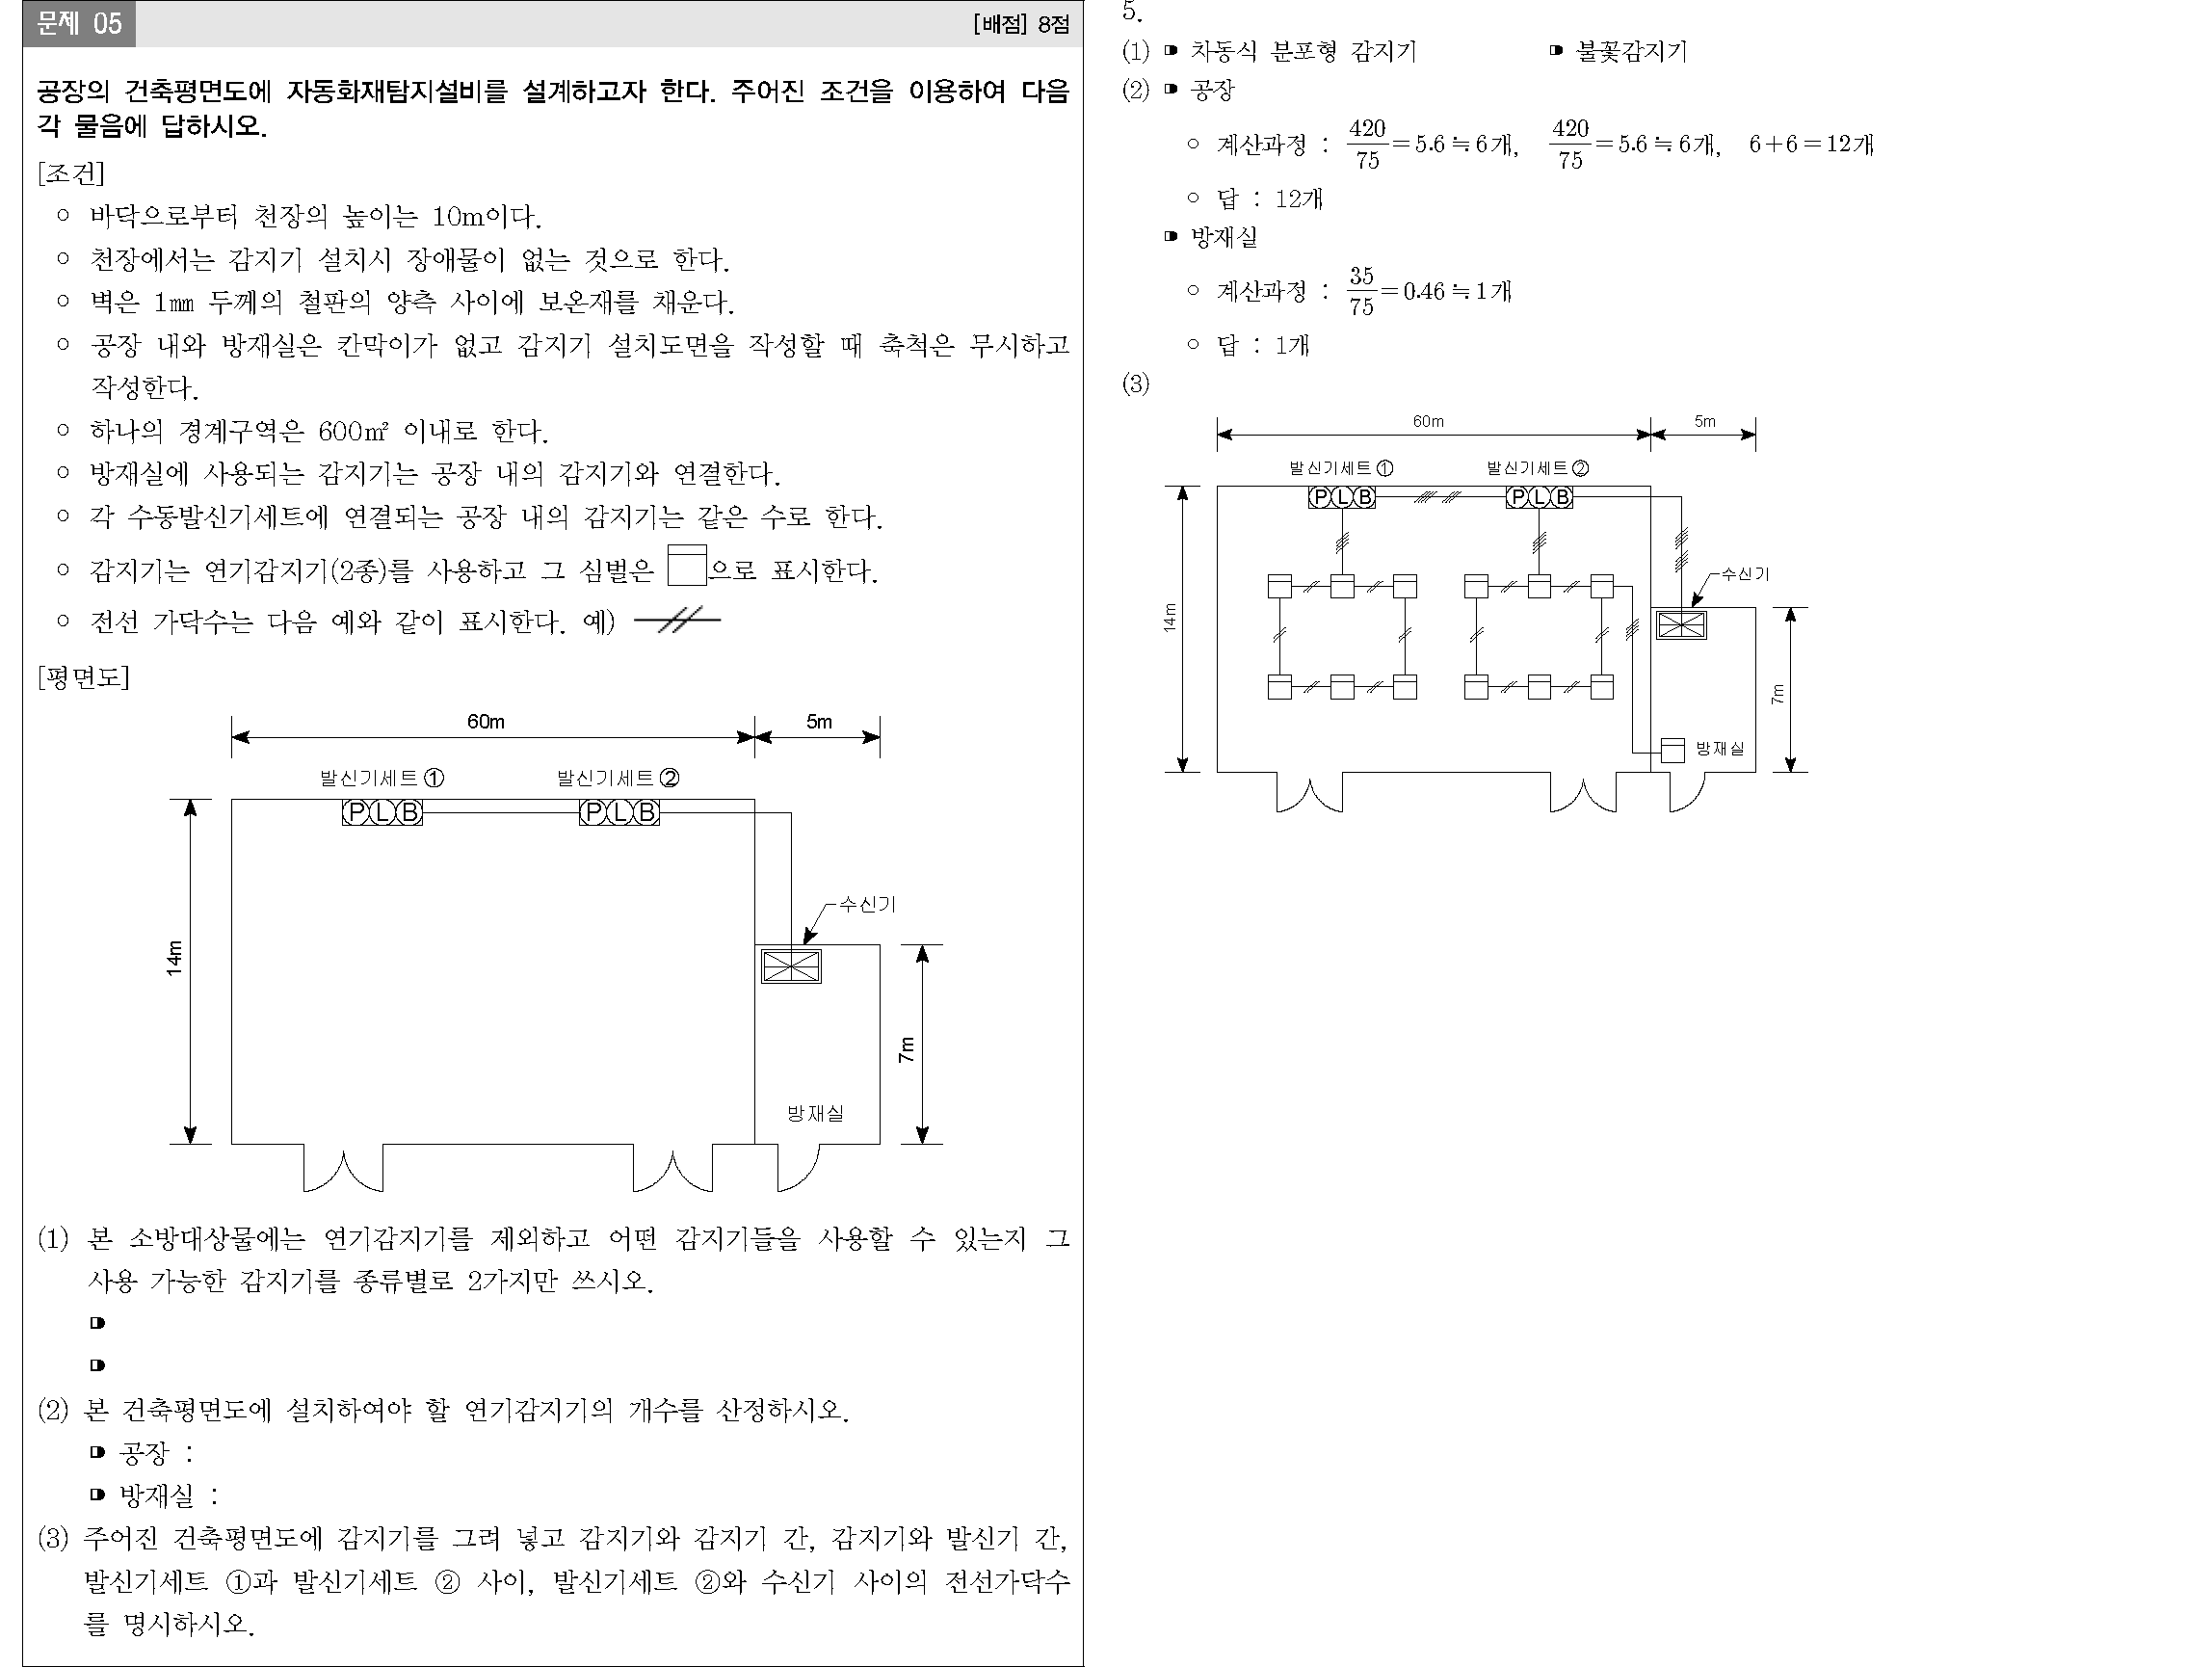 문제 05
[배점] 8점
공장의 건축평면도에 자동화재탐지설비를 설계하고자 한다. 주어진 조건을 이용하여 다음
각 물음에 답하시오.
[조건]
○ 바닥으로부터 천장의 높이는 10m이다.
○ 천장에서는 감지기 설치시 장애물이 없는 것으로 한다.
○ 벽은 1㎜ 두께의 철판의 양측 사이에 보온재를 채운다.
○ 공장 내와 방재실은 칸막이가 없고 감지기 설치도면을 작성할 때 축척은 무시하고
작성한다.
○ 하나의 경계구역은 600㎡ 이내로 한다.
○ 방재실에 사용되는 감지기는 공장 내의 감지기와 연결한다.
○ 각 수동발신기세트에 연결되는 공장 내의 감지기는 같은 수로 한다.
○ 감지기는 연기감지기(2종)를 사용하고 그 심벌은 으로 표시한다.
○ 전선 가닥수는 다음 예와 같이 표시한다. 예)
[평면도]
60m
5m
발신기세트 ①
발신기세트 ②
P L B
P L B
수신기
14m
7m
방재실
(1) 본 소방대상물에는 연기감지기를 제외하고 어떤 감지기들을 사용할 수 있는지 그
사용 가능한 감지기를 종류별로 2가지만 쓰시오.
(2) 본 건축평면도에 설치하여야 할 연기감지기의 개수를 산정하시오.
공장 :
방재실 :
(3) 주어진 건축평면도에 감지기를 그려 넣고 감지기와 감지기 간, 감지기와 발신기 간,
발신기세트 ①과 발신기세트 ② 사이, 발신기세트 ②와 수신기 사이의 전선가닥수
를 명시하시오.
5.
(1) 차동식 분포형 감지기 불꽃감지기
(2) 공장
○ 계산과정 : 420/75 = 5.6 ≒ 6개, 420/75 = 5.6 ≒ 6개, 6+6 = 12개
○ 답 : 12개
방재실
○ 계산과정 : 35/75 = 0.46 ≒ 1개
○ 답 : 1개
(3)
60m
5m
발신기세트 ①
발신기세트 ②
P L B
P L B
수신기
14m
7m
방재실